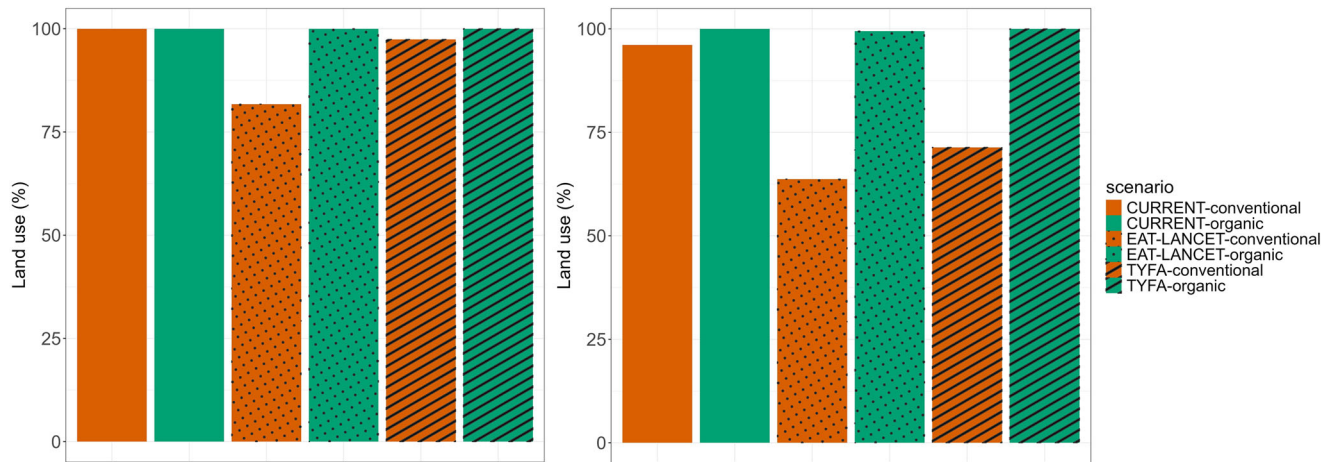 100
75
50
25
0
Land use (%)
100
75
50
25
0
Land use (%)
scenario
CURRENT-conventional
CURRENT-organic
EAT-LANCET-conventional
EAT-LANCET-organic
TYFA-conventional
TYFA-organic